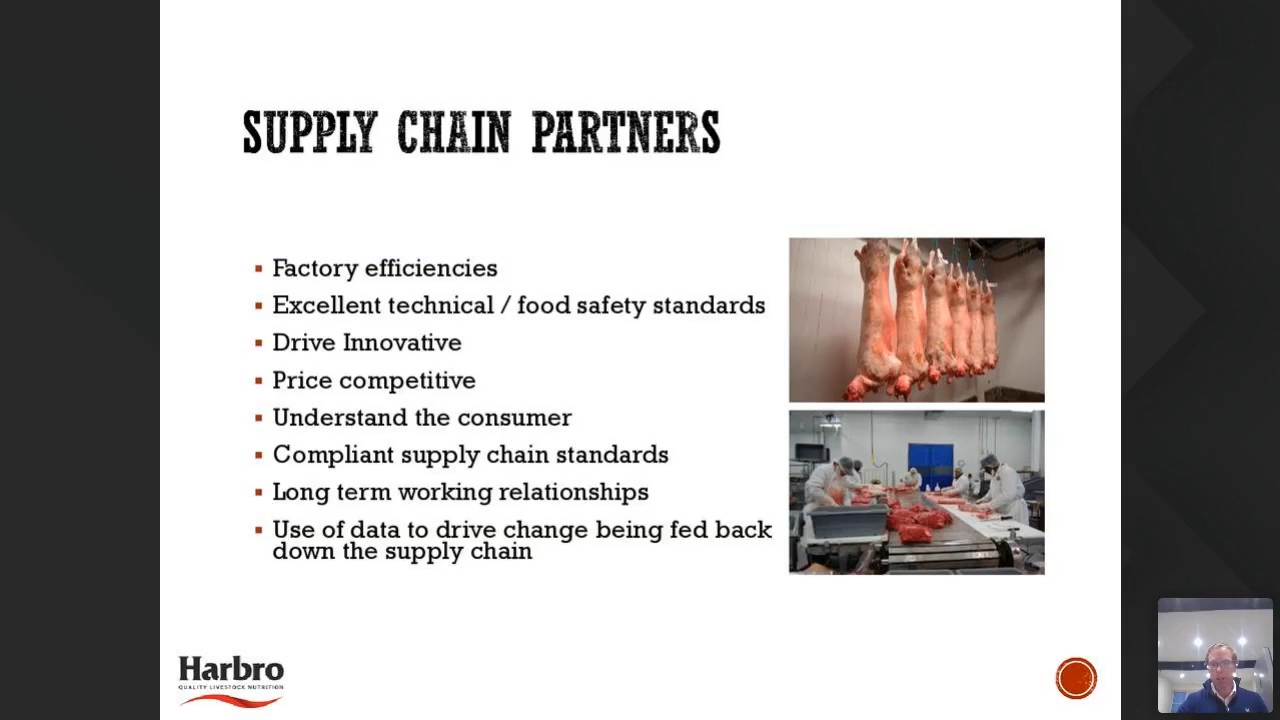 SUPPLY CHAIN PARTNERS
Factory efficiencies
Excellent technical / food safety standards
Drive Innovative
Price competitive
Understand the consumer
Compliant supply chain standards
Long term working relationships
Use of data to drive change being fed back
down the supply chain
Harbro
QUALITY LIVESTOCK NUTRITION